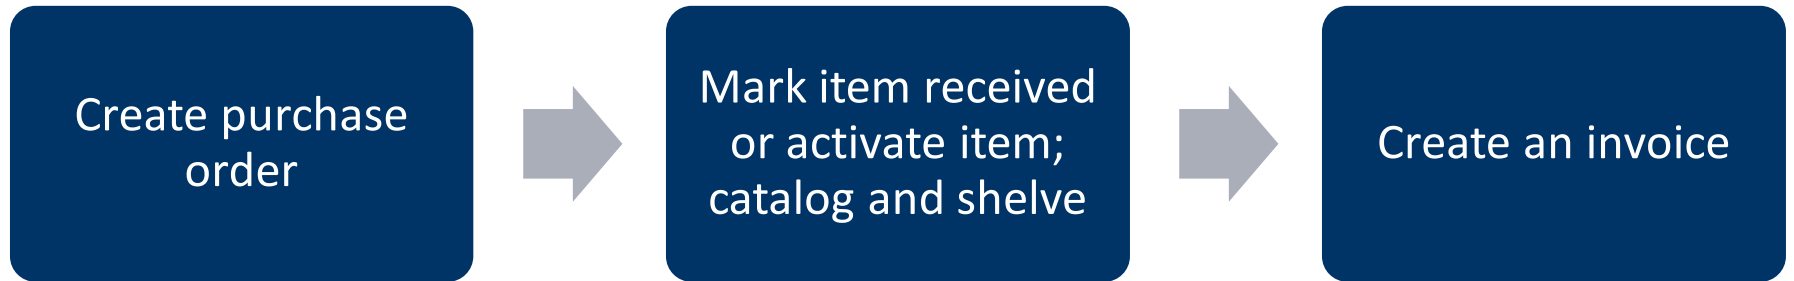 Create purchase
order
Mark item received
or activate item;
catalog and shelve
Create an invoice